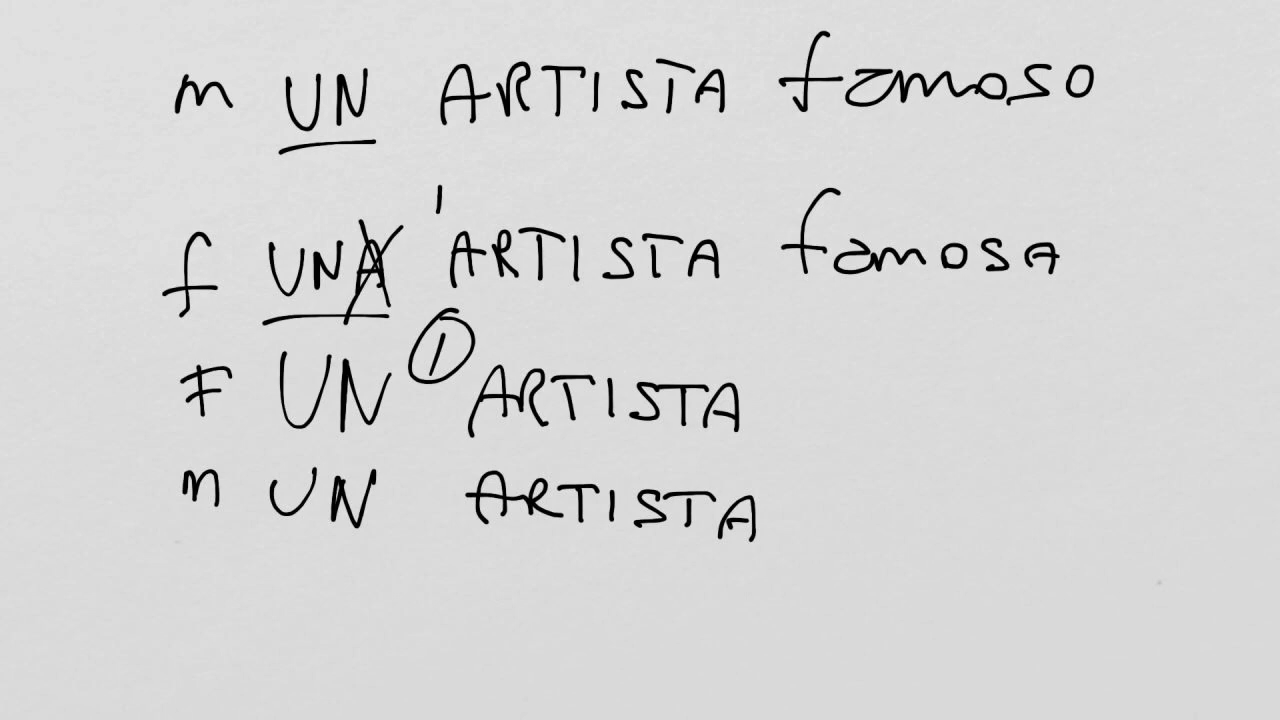 m UN ARTISTA famoso
f UNA 'ARTISTA famosa
F UN ' ARTISTA
m UN ARTISTA